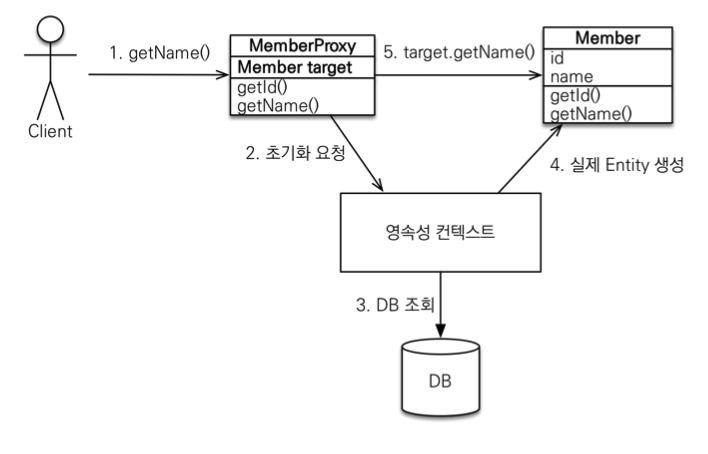 1. getName()
MemberProxy
Member target
getId()
getName()
5. target.getName()
Member
id
name
getId()
getName()
Client
2. 초기화 요청
4. 실제 Entity 생성
영속성 컨텍스트
3. DB 조회
DB